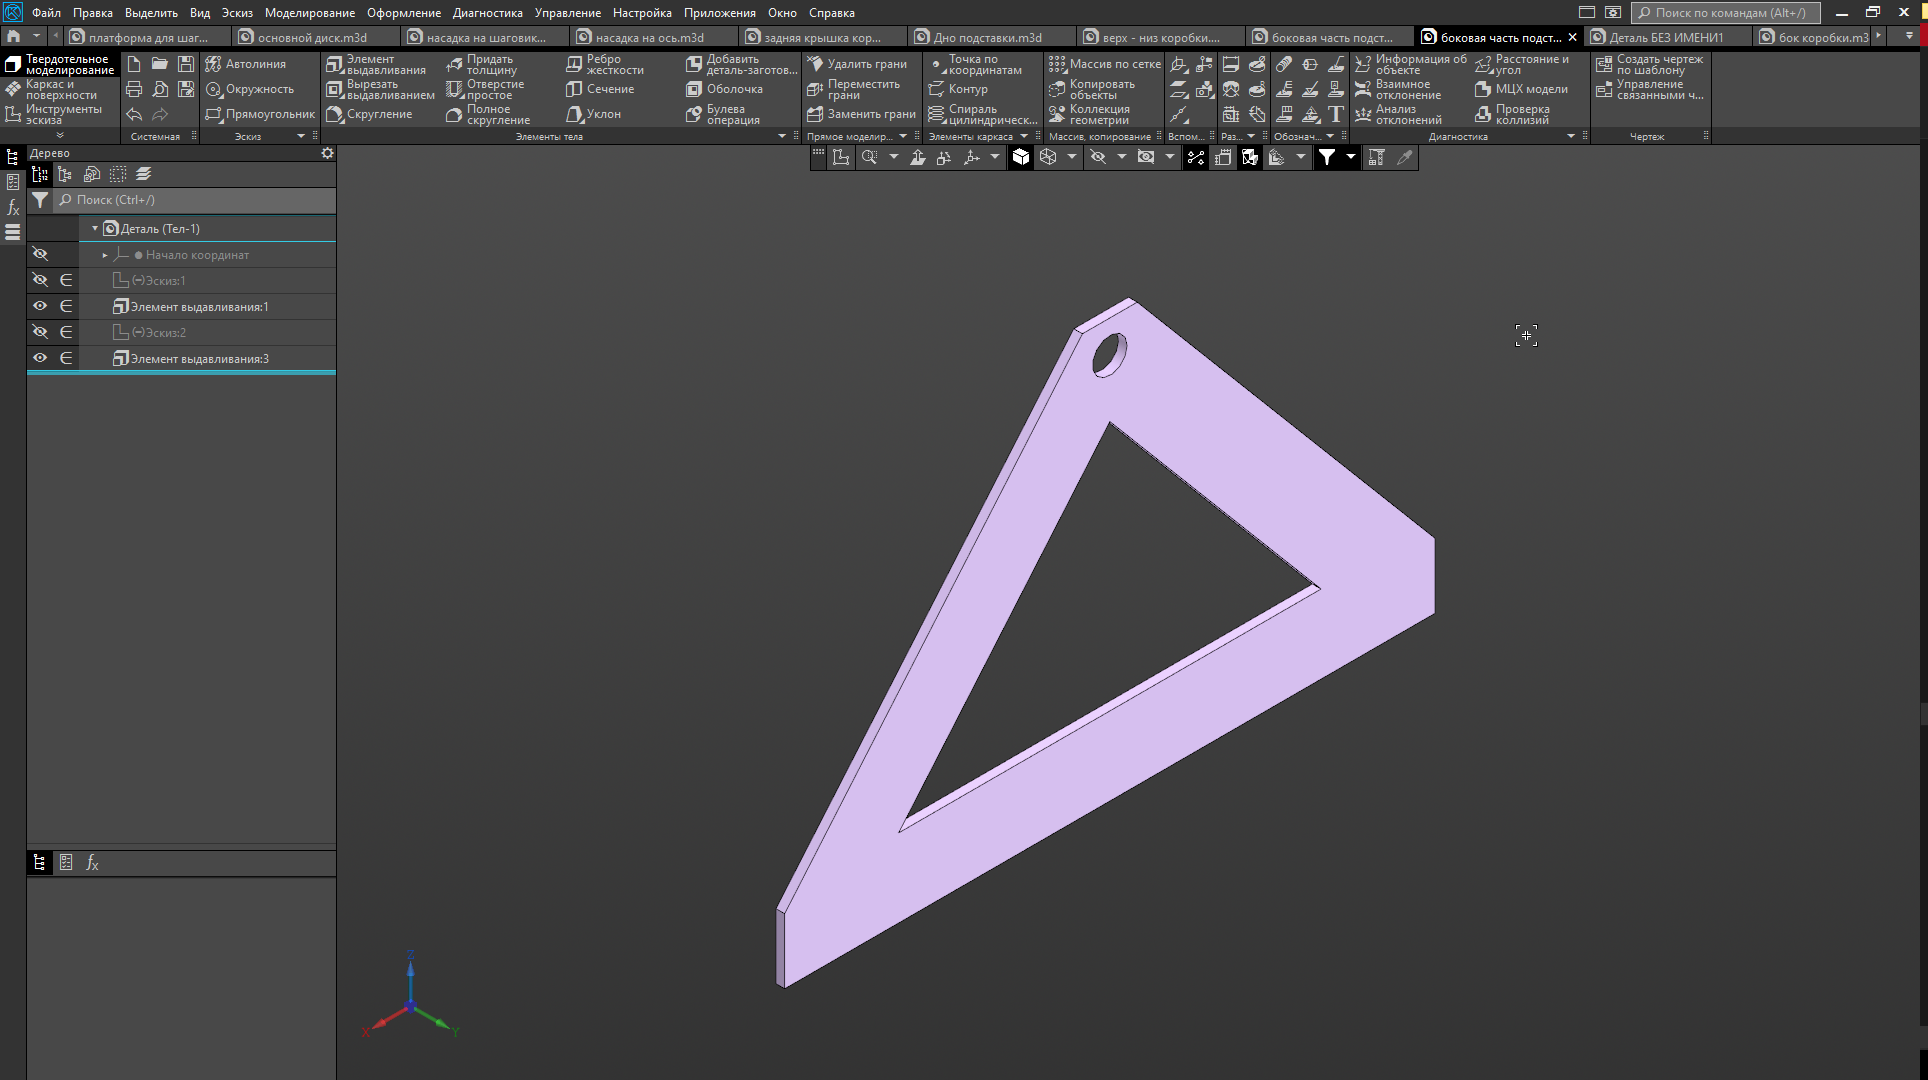 Файл Правка Выделить Вид Эскиз Моделирование Оформление Диагностика Управление Настройка Приложения Окно Справка
Поиск по командам (Alt+/)
платформа для шаг... основной диск.m3d насадка на шаговик... насадка на ось.m3d задняя крышка кор... Дно подставки.m3d верх - низ коробки.... боковая часть подст... боковая часть подст... Деталь БЕЗ ИМЕНИ1 бок коробки.m3
Твердотельное моделирование
Каркас и поверхности
Инструменты эскиза
Системная
Автолиния
Окружность
Прямоугольник
Эскиз
Элемент выдавливания
Вырезать выдавливанием
Скругление
Придать толщину
Отверстие простое
Полное скругление
Ребро жесткости
Сечение
Уклон
Добавить деталь-заготов...
Оболочка
Булева операция
Элементы тела
Удалить грани
Переместить грани
Заменить грани
Прямое моделир...
Точка по координатам
Контур
Спираль цилиндрическ...
Элементы каркаса
Массив по сетке
Копировать объекты
Коллекция геометрии
Массив, копирование
Вспом...
Раз...
Обознач...
Информация об объекте
Взаимное отклонение
Анализ отклонений
Расстояние и угол
МЦХ модели
Проверка коллизий
Диагностика
Создать чертеж по шаблону
Управление связанными ч...
Чертеж
Дерево
Поиск (Ctrl+/)
Деталь (Тел-1)
Начало координат
(-)Эскиз:1
Элемент выдавливания:1
(-)Эскиз:2
Элемент выдавливания:3
Z
X
Y